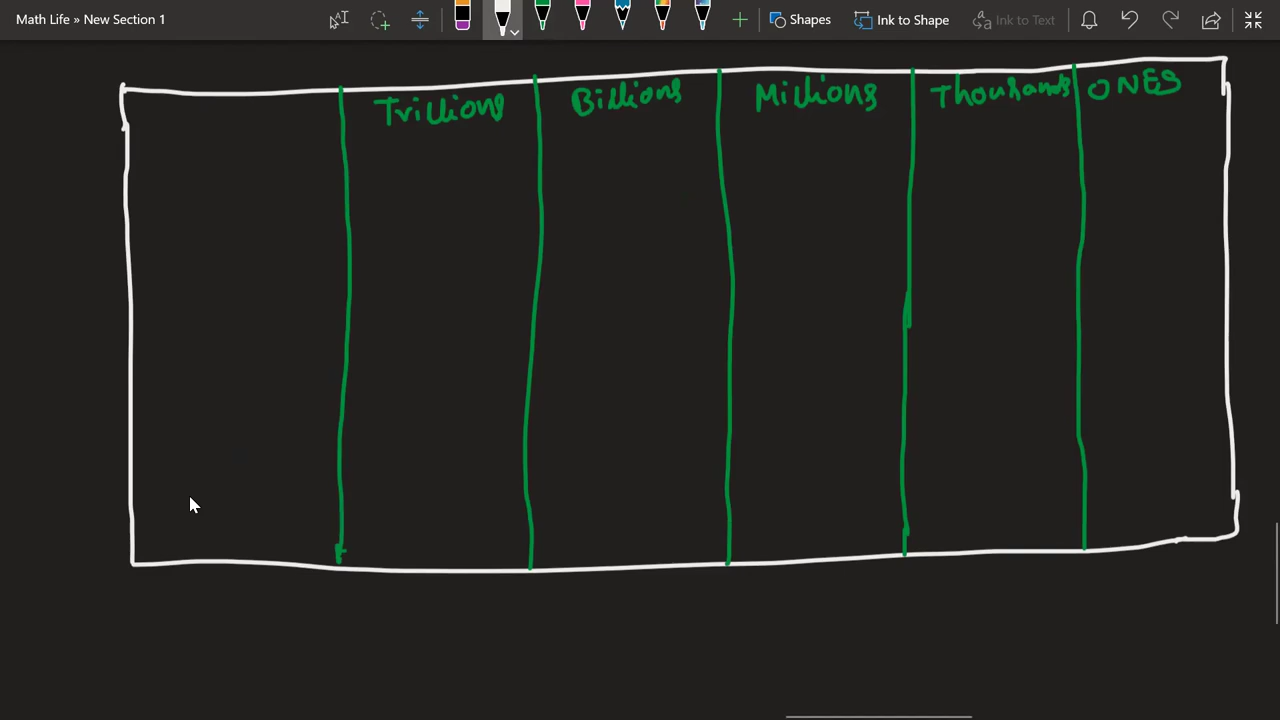 Math Life » New Section 1
Shapes Ink to Shape Ink to Text
Trillions Billions Millions Thousands ONES